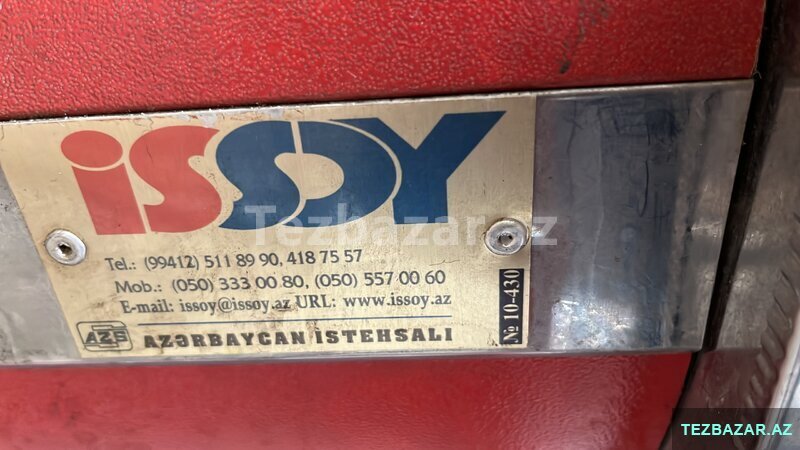 issoy
Tezbazar.az
Tel.: (99412) 511 89 90, 418 75 57
Mob.: (050) 333 00 80, (050) 557 00 60
E-mail: issoy@issoy.az URL: www.issoy.az
AZS AZƏRBAYCAN İSTEHSALI
№ 10-430
TEZBAZAR.AZ